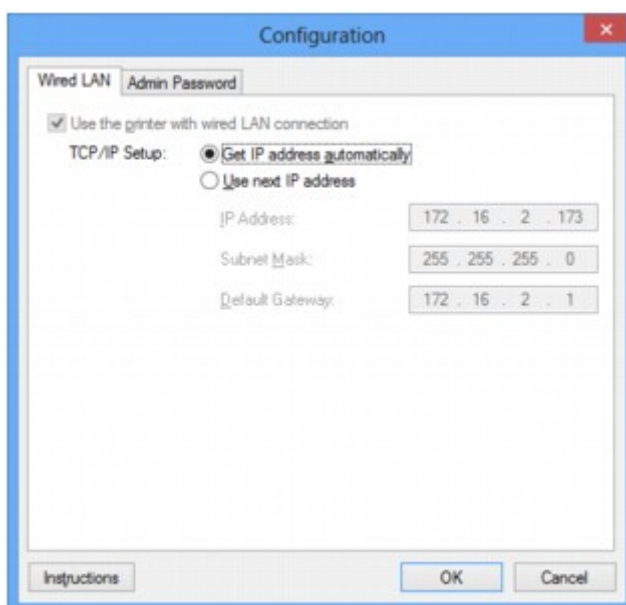 Configuration
Wired LAN Admin Password
Use the printer with wired LAN connection
TCP/IP Setup: Get IP address automatically
Use next IP address
IP Address: 172 . 16 . 2 . 173
Subnet Mask: 255 . 255 . 255 . 0
Default Gateway: 172 . 16 . 2 . 1
Instructions OK Cancel